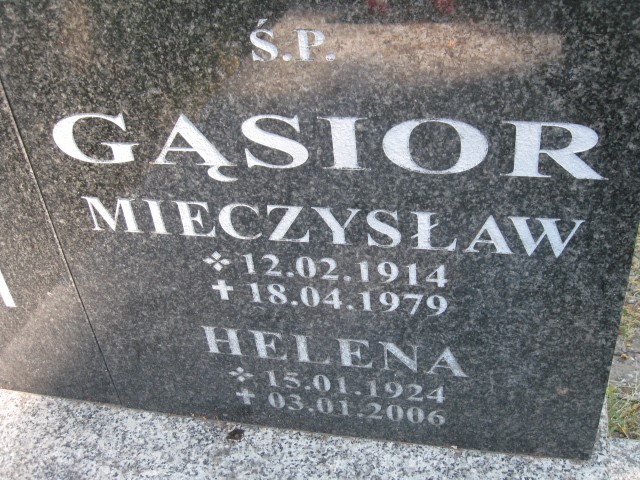 Ś.P.
GĄSIOR
MIECZYSŁAW
12.02.1914
✝ 18.04.1979
HELENA
15.01.1924
✝ 03.01.2006